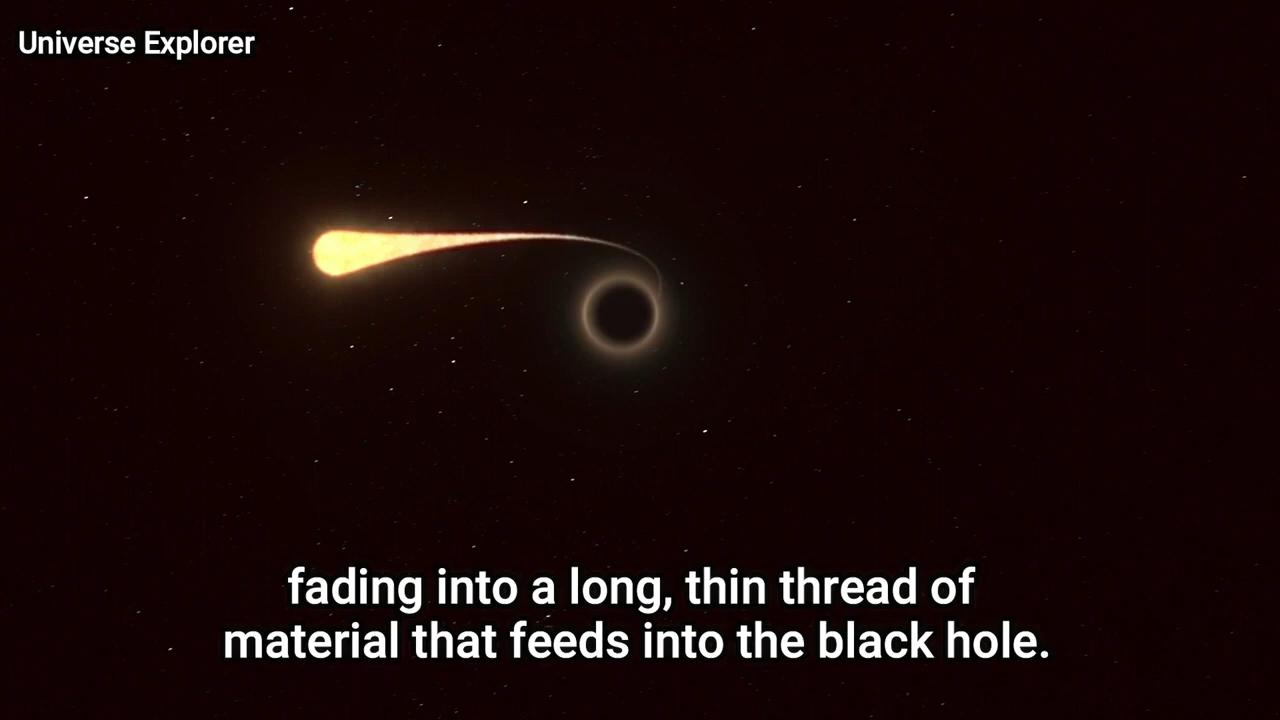 Universe Explorer
fading into a long, thin thread of
material that feeds into the black hole.